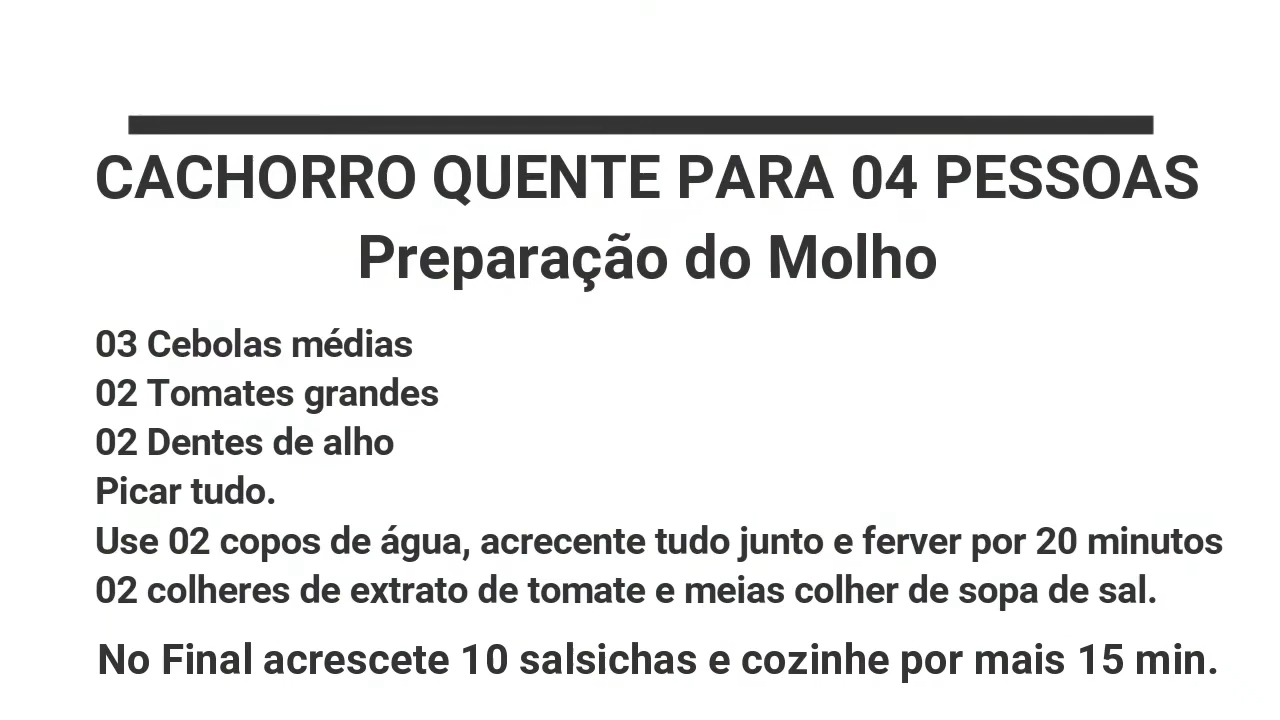 CACHORRO QUENTE PARA 04 PESSOAS
Preparação do Molho
03 Cebolas médias
02 Tomates grandes
02 Dentes de alho
Picar tudo.
Use 02 copos de água, acrecente tudo junto e ferver por 20 minutos
02 colheres de extrato de tomate e meias colher de sopa de sal.
No Final acrescete 10 salsichas e cozinhe por mais 15 min.